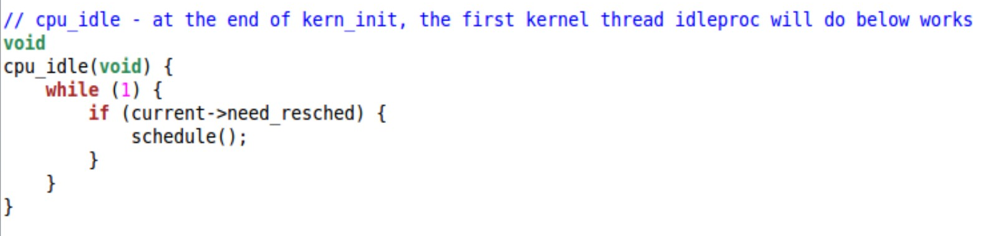 // cpu_idle - at the end of kern_init, the first kernel thread idleproc will do below works
void
cpu_idle(void) {
    while (1) {
        if (current->need_resched) {
            schedule();
        }
    }
}